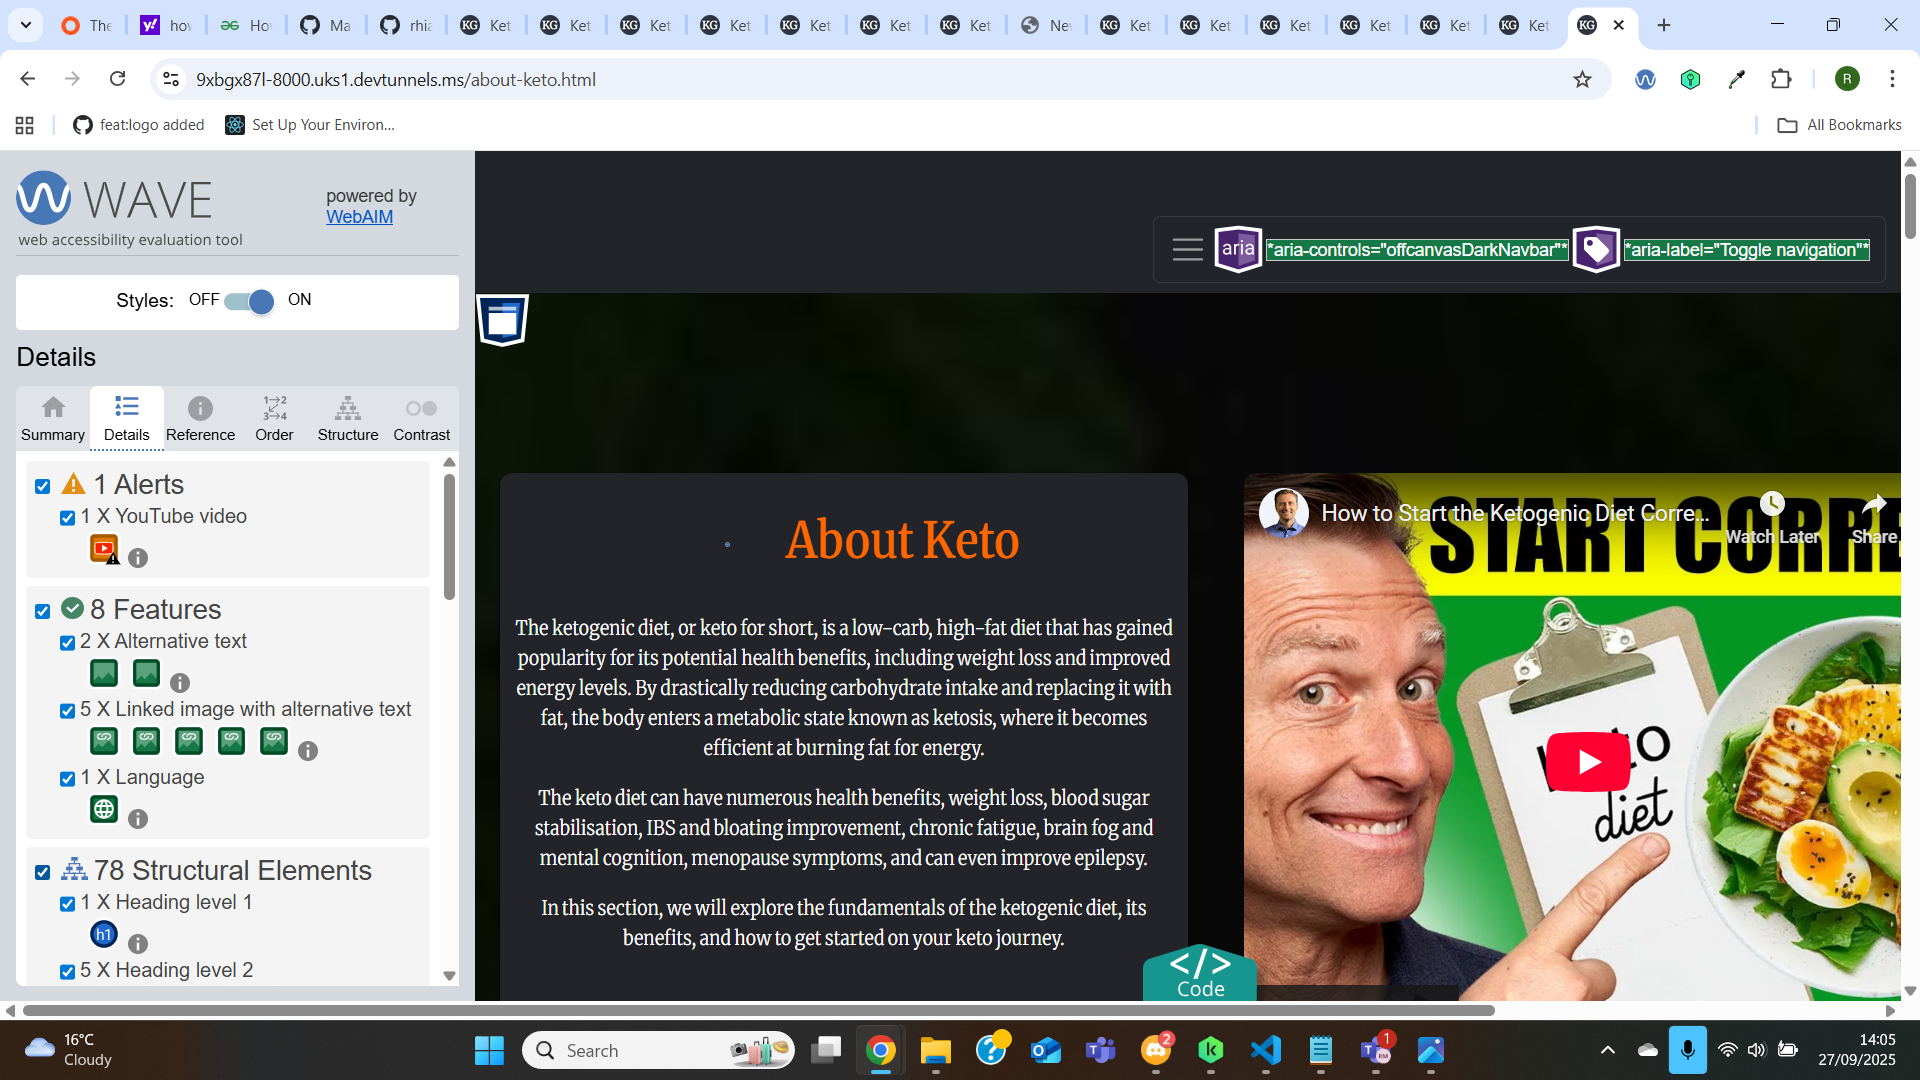 The
how
Ho
Ma
rhia
Ket
Ket
Ket
Ket
Ket
Ket
Ket
Nev
Ket
Ket
Ket
Ket
Ket
Ket
9xbgx87l-8000.uks1.devtunnels.ms/about-keto.html
R
feat:logo added
Set Up Your Environ...
All Bookmarks
WAVE
web accessibility evaluation tool
powered by
WebAIM
Styles: OFF ON
Details
Summary
Details
Reference
Order
Structure
Contrast
1 Alerts
1 X YouTube video
8 Features
2 X Alternative text
5 X Linked image with alternative text
1 X Language
78 Structural Elements
1 X Heading level 1
h1
5 X Heading level 2
aria
*aria-controls="offcanvasDarkNavbar"*
*aria-label="Toggle navigation"*
About Keto
The ketogenic diet, or keto for short, is a low-carb, high-fat diet that has gained
popularity for its potential health benefits, including weight loss and improved
energy levels. By drastically reducing carbohydrate intake and replacing it with
fat, the body enters a metabolic state known as ketosis, where it becomes
efficient at burning fat for energy.
The keto diet can have numerous health benefits, weight loss, blood sugar
stabilisation, IBS and bloating improvement, chronic fatigue, brain fog and
mental cognition, menopause symptoms, and can even improve epilepsy.
In this section, we will explore the fundamentals of the ketogenic diet, its
benefits, and how to get started on your keto journey.
How to Start the Ketogenic Diet Corre...
Watch Later
Share
START CORRE
diet
</> Code
16°C
Cloudy
Search
2
1
14:05
27/09/2025